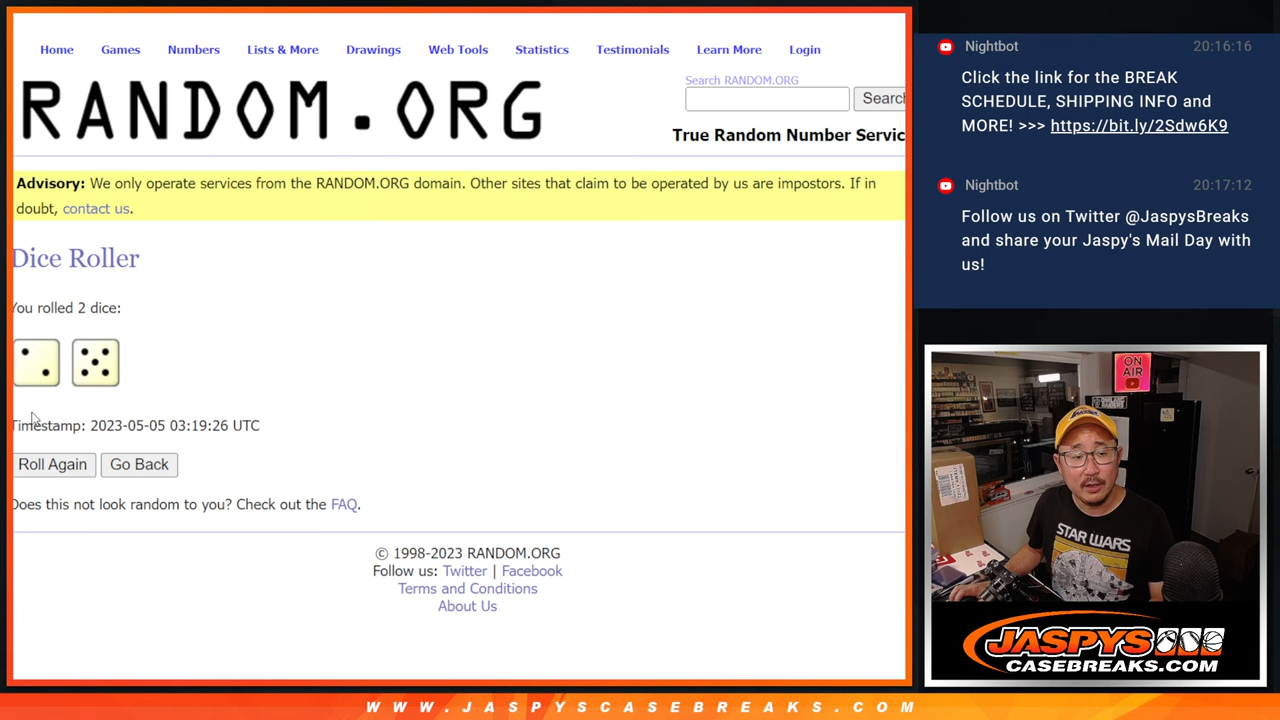 Home Games Numbers Lists & More Drawings Web Tools Statistics Testimonials Learn More Login
RANDOM.ORG
Search RANDOM.ORG
Search
True Random Number Servic
Advisory: We only operate services from the RANDOM.ORG domain. Other sites that claim to be operated by us are impostors. If in
doubt, contact us.
Dice Roller
You rolled 2 dice:
Timestamp: 2023-05-05 03:19:26 UTC
Roll Again Go Back
Does this not look random to you? Check out the FAQ.
© 1998-2023 RANDOM.ORG
Follow us: Twitter | Facebook
Terms and Conditions
About Us
Nightbot 20:16:16
Click the link for the BREAK
SCHEDULE, SHIPPING INFO and
MORE! >>> https://bit.ly/2Sdw6K9
Nightbot 20:17:12
Follow us on Twitter @JaspysBreaks
and share your Jaspy's Mail Day with
us!
ON
AIR
STAR WARS
JASPYS
CASEBREAKS.COM
WWW.JASPYSCASEBREAKS.COM